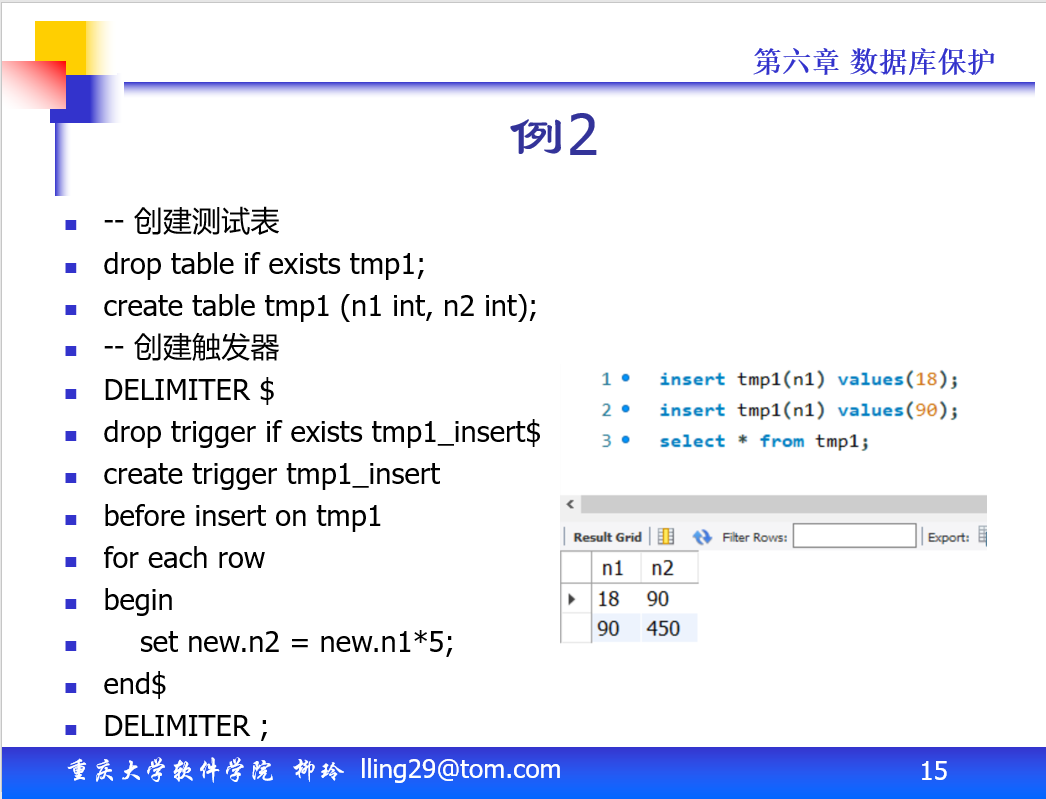 第六章 数据库保护
例2
-- 创建测试表
drop table if exists tmp1;
create table tmp1 (n1 int, n2 int);
-- 创建触发器
DELIMITER $
drop trigger if exists tmp1_insert$
create trigger tmp1_insert
before insert on tmp1
for each row
begin
set new.n2 = new.n1*5;
end$
DELIMITER ;
1 insert tmp1(n1) values(18);
2 insert tmp1(n1) values(90);
3 select * from tmp1;
Result Grid Filter Rows: Export:
n1 n2
18 90
90 450
重庆大学软件学院 柳玲 lling29@tom.com 15